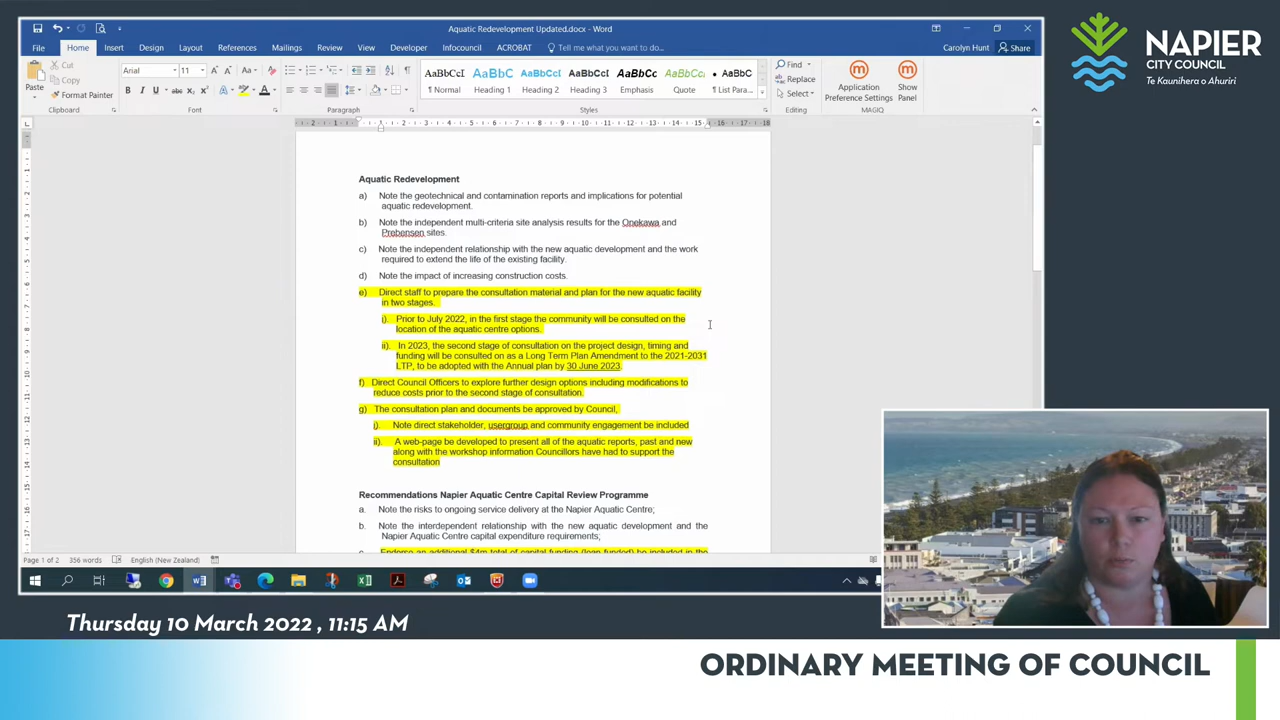 Aquatic Redevelopment Updated.docx - Word
NAPIER
CITY COUNCIL
Te Kaunihera o Ahuriri
File Home Insert Design Layout References Mailings Review View Developer Infocouncil ACROBAT Tell me what you want to do...
Carolyn Hunt Share
Paste
Cut
Copy
Format Painter
Clipboard
Arial 11
Font
Paragraph
AaBbCcI AaBbC AaBbCcI AaBbCcI AaBbCc AaBbCcI AaBbC
¶ Normal Heading 1 Heading 2 Heading 3 Emphasis Quote ¶ List Para...
Styles
Find
Replace
Select
Editing
Application
Preference Settings
Show
Panel
MAGIQ
Aquatic Redevelopment
a) Note the geotechnical and contamination reports and implications for potential
aquatic redevelopment.
b) Note the independent multi-criteria site analysis results for the Onekawa and
Prebensen sites.
c) Note the independent relationship with the new aquatic development and the work
required to extend the life of the existing facility.
d) Note the impact of increasing construction costs.
e) Direct staff to prepare the consultation material and plan for the new aquatic facility
in two stages.
i). Prior to July 2022, in the first stage the community will be consulted on the
location of the aquatic centre options.
ii). In 2023, the second stage of consultation on the project design, timing and
funding will be consulted on as a Long Term Plan Amendment to the 2021-2031
LTP, to be adopted with the Annual plan by 30 June 2023.
f) Direct Council Officers to explore further design options including modifications to
reduce costs prior to the second stage of consultation.
g) The consultation plan and documents be approved by Council,
i). Note direct stakeholder, usergroup and community engagement be included
ii). A web-page be developed to present all of the aquatic reports, past and new
along with the workshop information Councillors have had to support the
consultation
Recommendations Napier Aquatic Centre Capital Review Programme
a. Note the risks to ongoing service delivery at the Napier Aquatic Centre;
b. Note the interdependent relationship with the new aquatic development and the
Napier Aquatic Centre capital expenditure requirements;
c. Endorse an additional $4m total of capital funding (loan funded) be included in the
Page 1 of 2 356 words English (New Zealand)
Thursday 10 March 2022 , 11:15 AM
ORDINARY MEETING OF COUNCIL